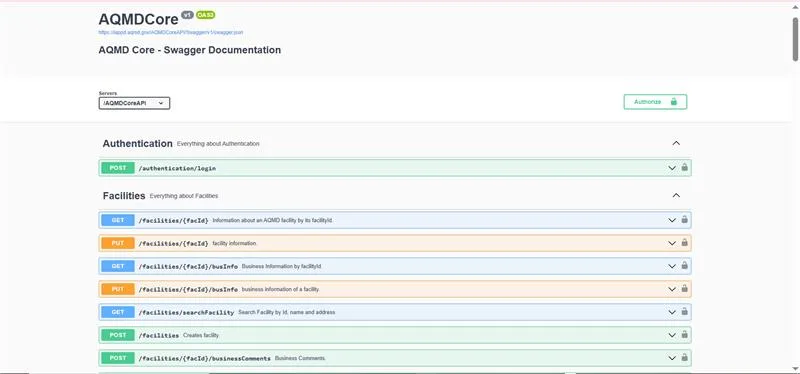 AQMDCore v1 OAS3
https://appd.aqmd.gov/AQMDCoreAPI/Swagger/v1/swagger.json
AQMD Core - Swagger Documentation
Servers
/AQMDCoreAPI
Authorize
Authentication Everything about Authentication
POST /authentication/login
Facilities Everything about Facilities
GET /facilities/{facId} Information about an AQMD facility by its facilityId.
PUT /facilities/{facId} facility information.
GET /facilities/{facId}/busInfo Business Information by facilityId
PUT /facilities/{facId}/busInfo business information of a facility.
GET /facilities/searchFacility Search Facility by Id, name and address
POST /facilities Creates facility.
POST /facilities/{facId}/businessComments Business Comments.